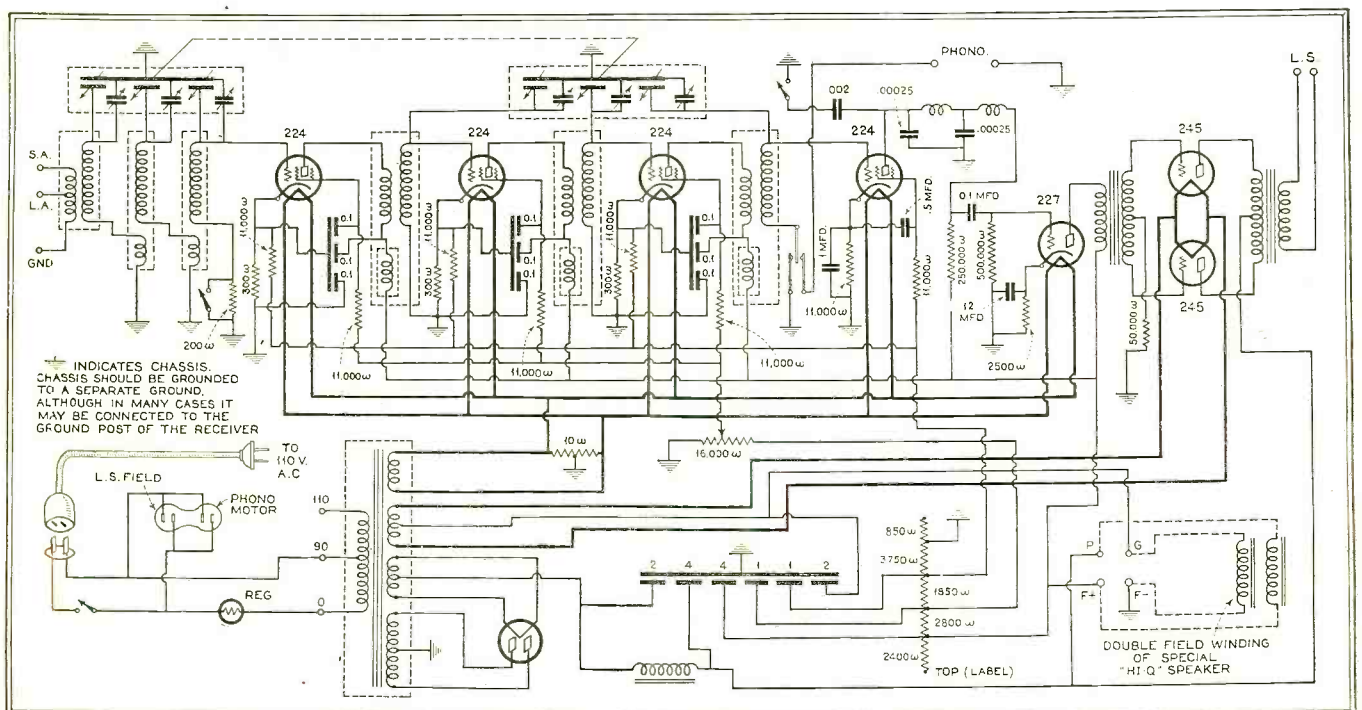 PHONO.
L.S.
.002
.00025
.00025
224
224
224
224
245
S.A.
L.A.
GND
11,000 ω
300 ω
0.1
0.1
0.1
11,000 ω
300 ω
0.1
0.1
0.1
11,000 ω
300 ω
0.1
0.1
0.1
.5 MFD.
1 MFD.
11,000 ω
11,000 ω
250,000 ω
0.1 MFD
500,000 ω
227
1.2 MFD
2500 ω
50,000 ω
245
200 ω
11,000 ω
11,000 ω
11,000 ω
INDICATES CHASSIS.
CHASSIS SHOULD BE GROUNDED
TO A SEPARATE GROUND,
ALTHOUGH IN MANY CASES IT
MAY BE CONNECTED TO THE
GROUND POST OF THE RECEIVER
TO
110 V.
A.C
L.S. FIELD
PHONO
MOTOR
110
90
0
REG
10 ω
16,000 ω
2
4
4
1
1
2
850 ω
3750 ω
1850 ω
2800 ω
2400 ω
TOP (LABEL)
P
G
F+
F-
DOUBLE FIELD WINDING
OF SPECIAL
"HI-Q" SPEAKER